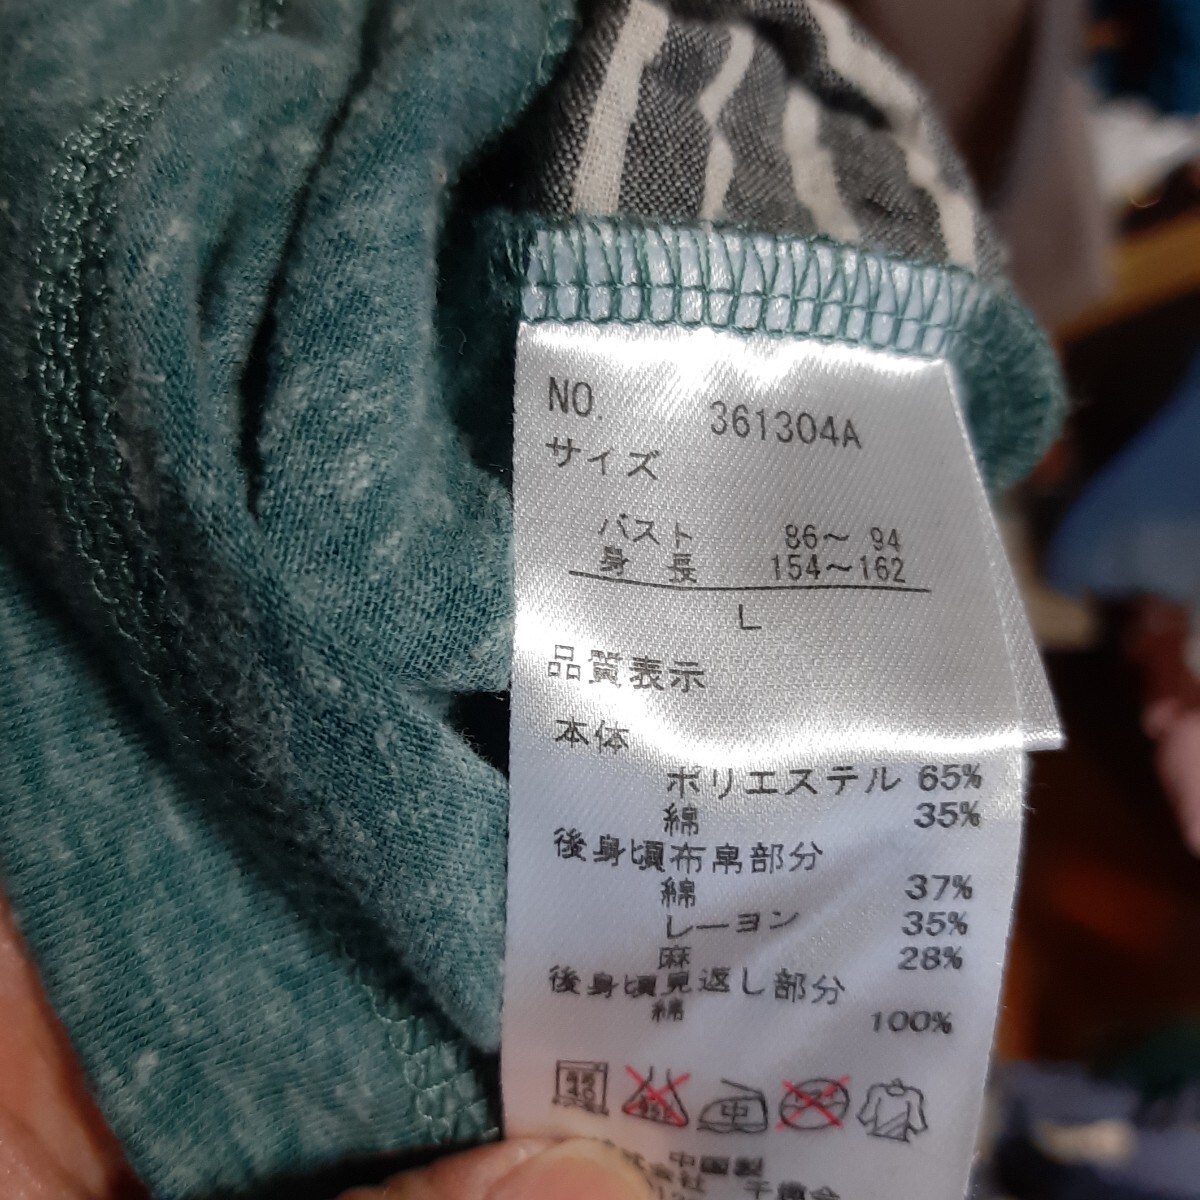 NO. 361304A
サイズ
バスト 86～ 94
身長 154～162
L
品質表示
本体
ポリエステル 65%
綿 35%
後身頃布帛部分
綿 37%
レーヨン 35%
麻 28%
後身頃見返し部分
綿 100%
中
中国製